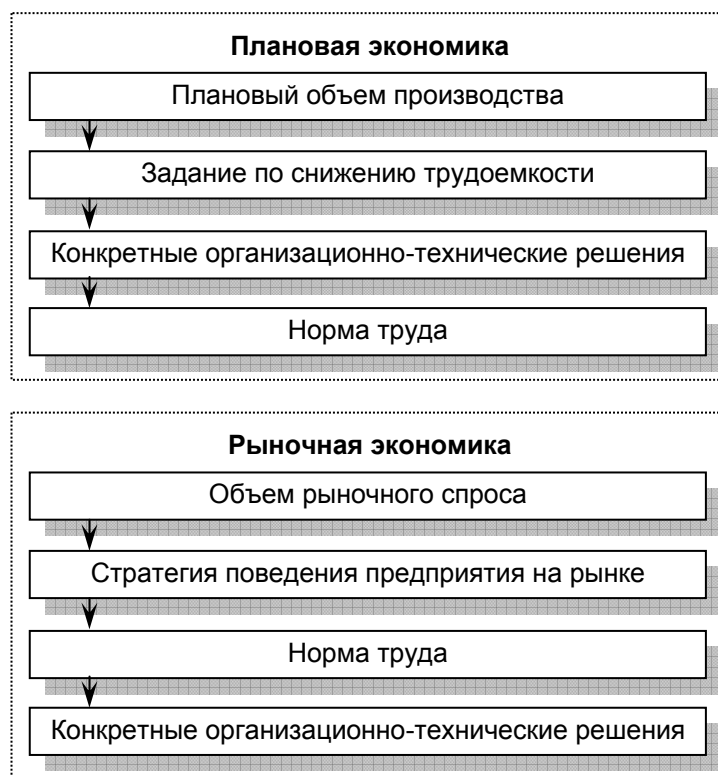 Плановая экономика
Плановый объем производства
Задание по снижению трудоемкости
Конкретные организационно-технические решения
Норма труда
Рыночная экономика
Объем рыночного спроса
Стратегия поведения предприятия на рынке
Норма труда
Конкретные организационно-технические решения